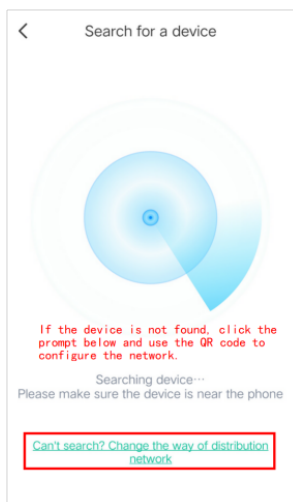 Search for a device
If the device is not found, click the
prompt below and use the QR code to
configure the network.
Searching device···
Please make sure the device is near the phone
Can't search? Change the way of distribution
network